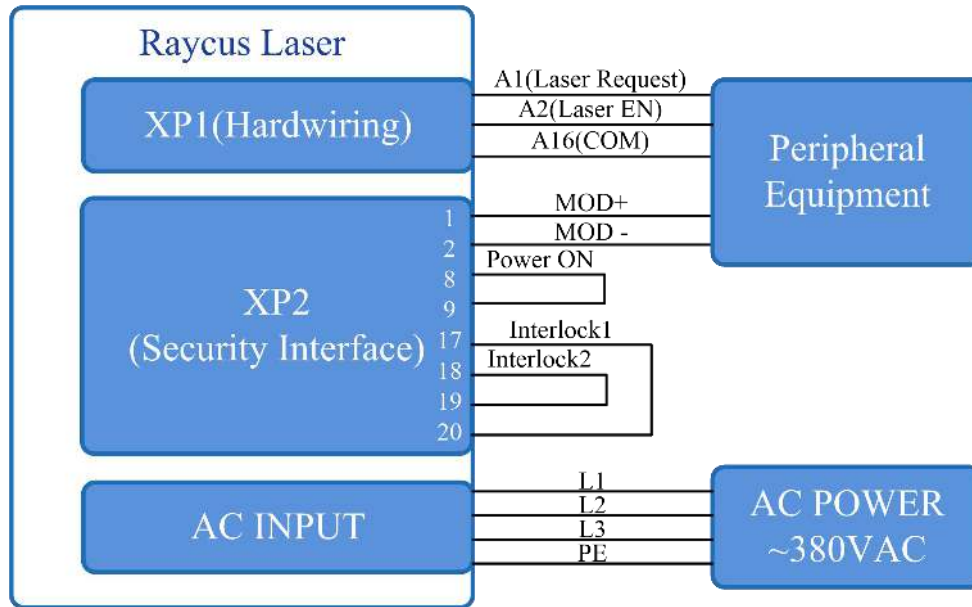 Raycus Laser
XP1(Hardwiring)
A1(Laser Request)
A2(Laser EN)
A16(COM)
Peripheral
Equipment
XP2
(Security Interface)
1
2
8
9
17
18
19
20
MOD+
MOD -
Power ON
Interlock1
Interlock2
AC INPUT
L1
L2
L3
PE
AC POWER
~380VAC